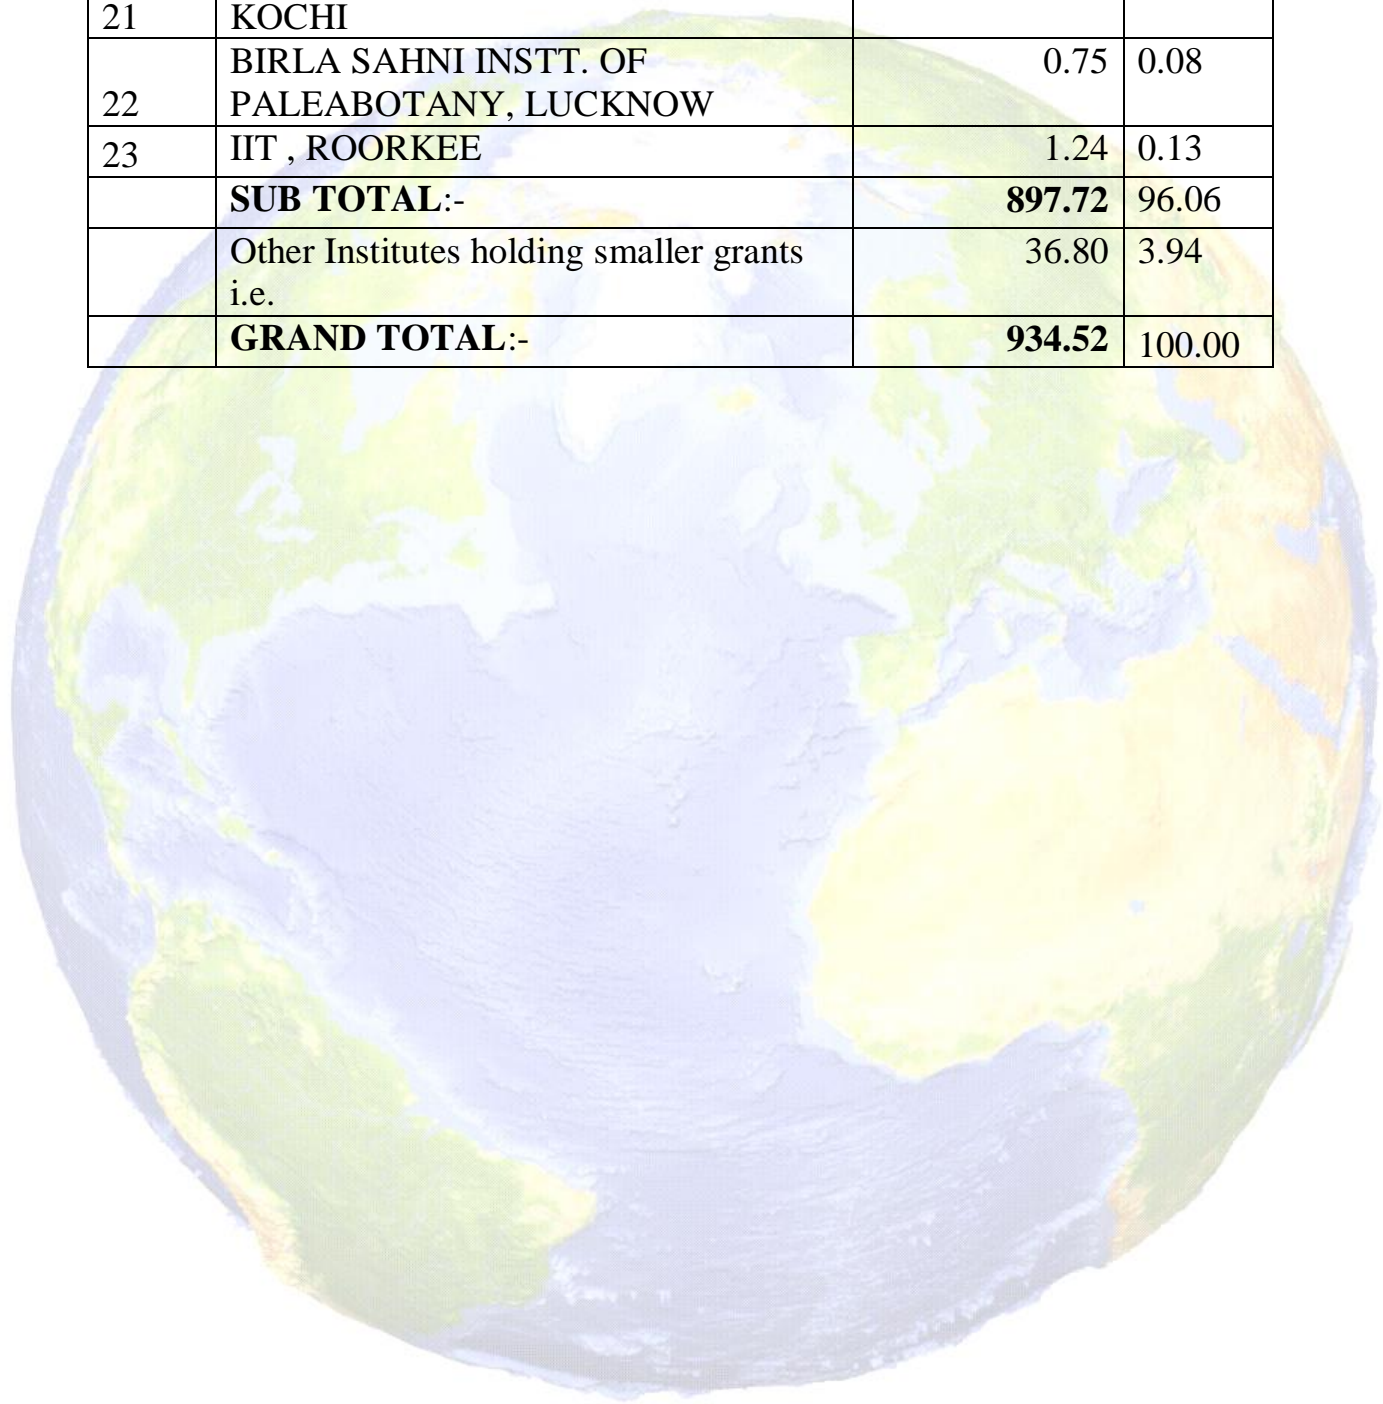 21 KOCHI
BIRLA SAHNI INSTT. OF 0.75 0.08
22 PALEABOTANY, LUCKNOW
23 IIT , ROORKEE 1.24 0.13
SUB TOTAL:- 897.72 96.06
Other Institutes holding smaller grants 36.80 3.94
i.e.
GRAND TOTAL:- 934.52 100.00